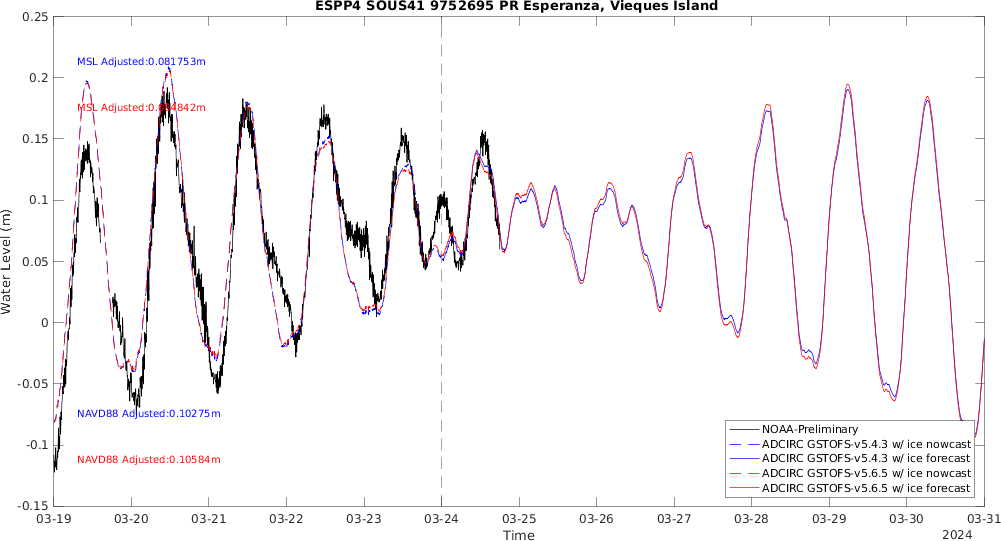 ESPP4 SOUS41 9752695 PR Esperanza, Vieques Island
0.25
0.2
0.15
0.1
0.05
0
-0.05
-0.1
-0.15
Water Level (m)
MSL Adjusted:0.081753m
MSL Adjusted:0.084842m
NAVD88 Adjusted:0.10275m
NAVD88 Adjusted:0.10584m
NOAA-Preliminary
ADCIRC GSTOFS-v5.4.3 w/ ice nowcast
ADCIRC GSTOFS-v5.4.3 w/ ice forecast
ADCIRC GSTOFS-v5.6.5 w/ ice nowcast
ADCIRC GSTOFS-v5.6.5 w/ ice forecast
03-19 03-20 03-21 03-22 03-23 03-24 03-25 03-26 03-27 03-28 03-29 03-30 03-31
Time
2024